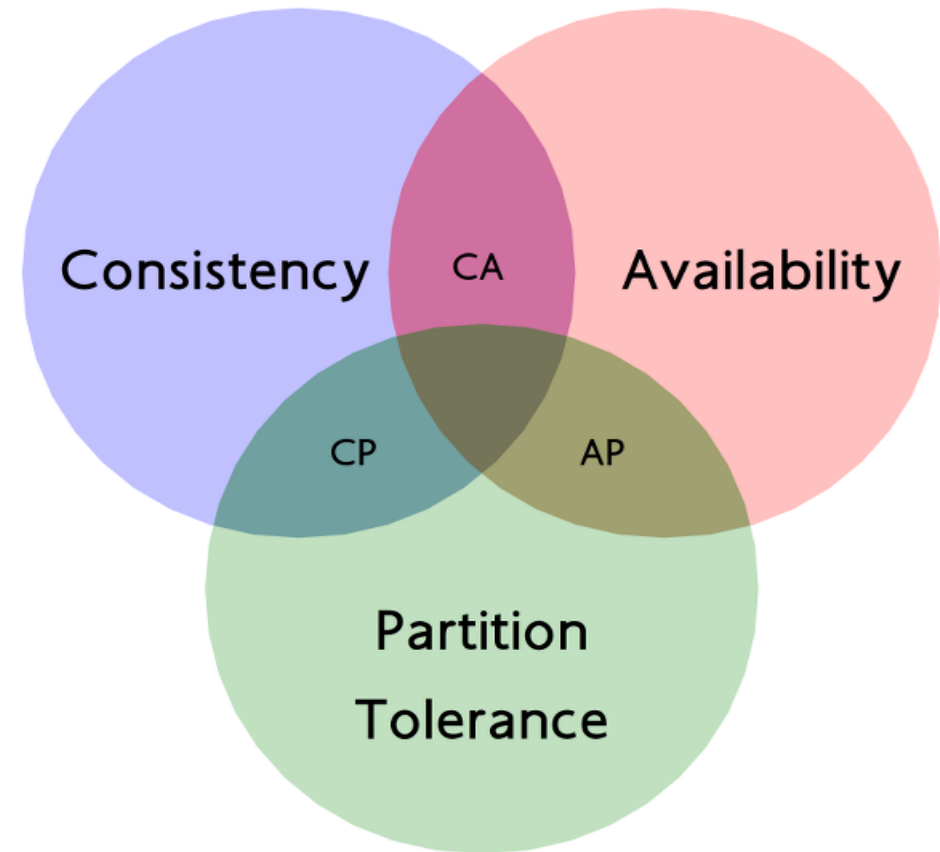 Consistency
CA
Availability
CP
AP
Partition
Tolerance